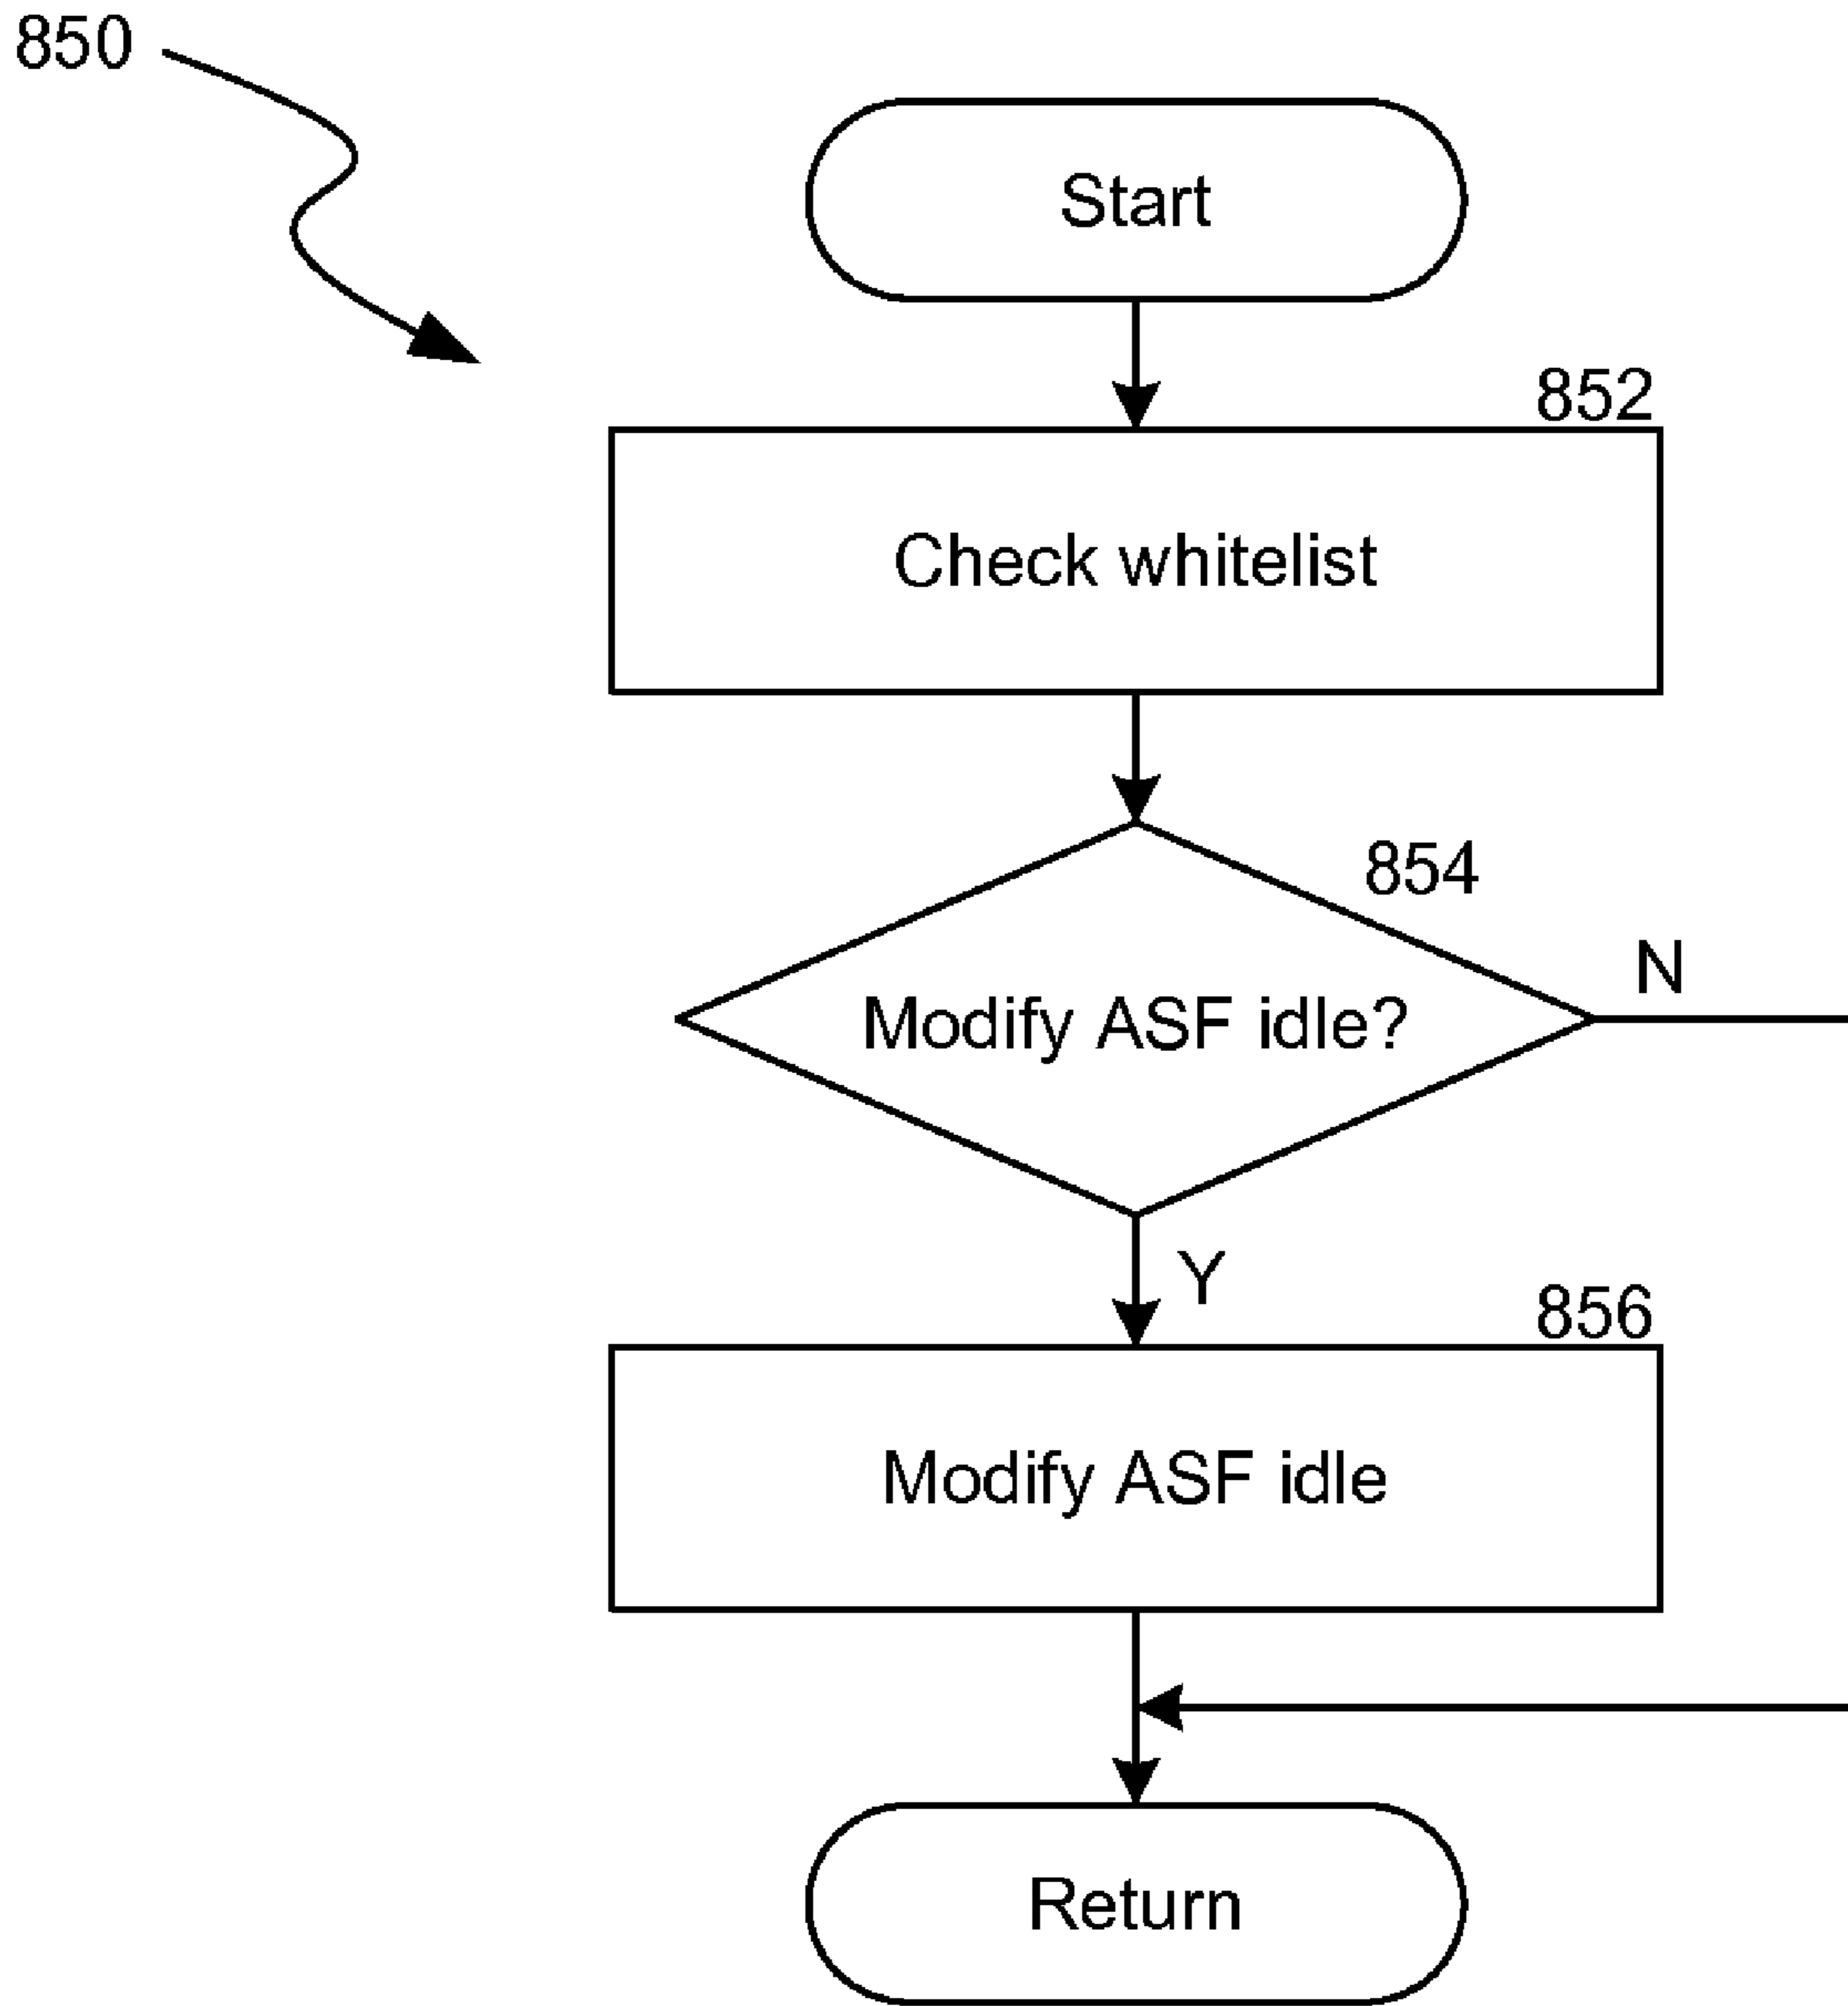 850
Start
852
Check whitelist
854
Modify ASF idle?
N
Y
856
Modify ASF idle
Return